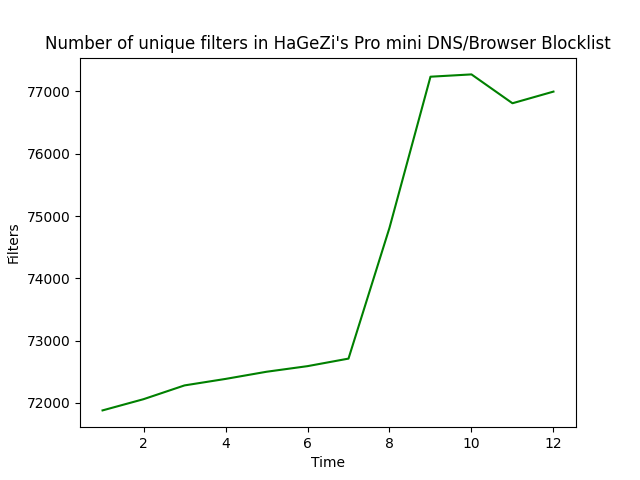 Number of unique filters in HaGeZi's Pro mini DNS/Browser Blocklist
77000
76000
75000
74000
73000
72000
Filters
2 4 6 8 10 12
Time